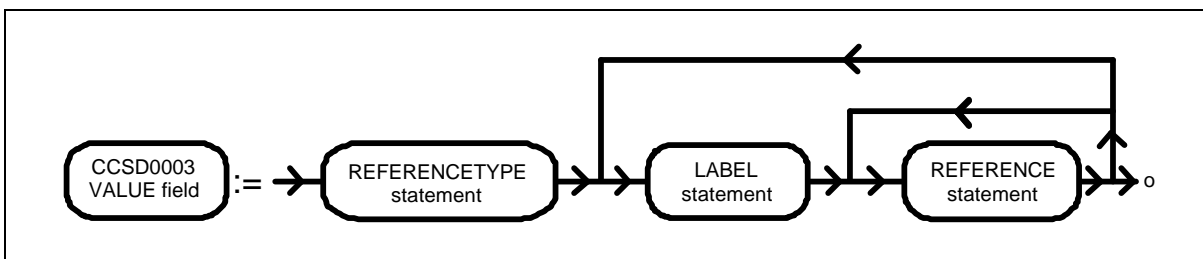 CCSD0003
VALUE field
:=
REFERENCETYPE
statement
LABEL
statement
REFERENCE
statement
o